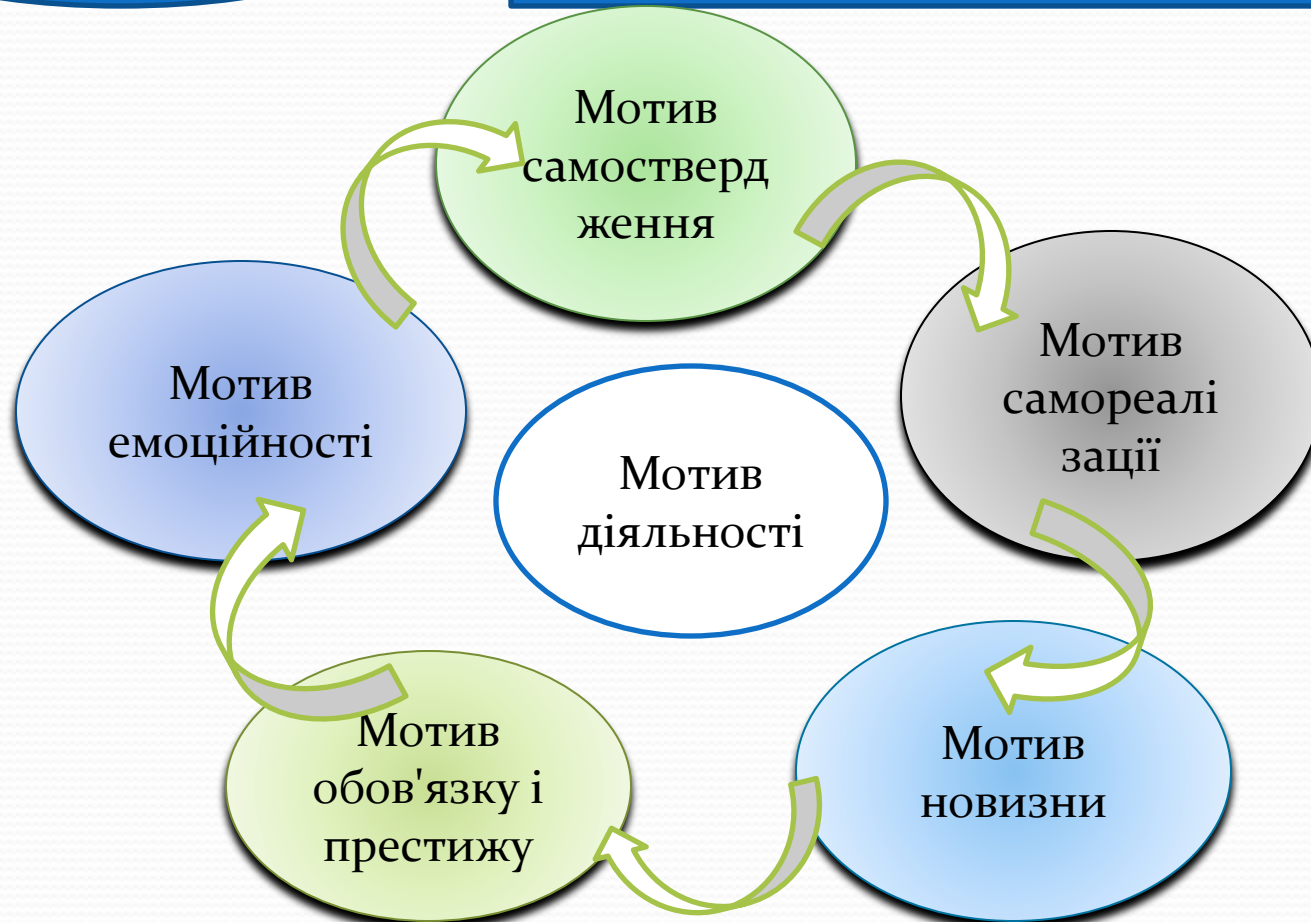 Мотив
самостверд
ження
Мотив
самореалі
зації
Мотив
емоційності
Мотив
діяльності
Мотив
новизни
Мотив
обов'язку і
престижу